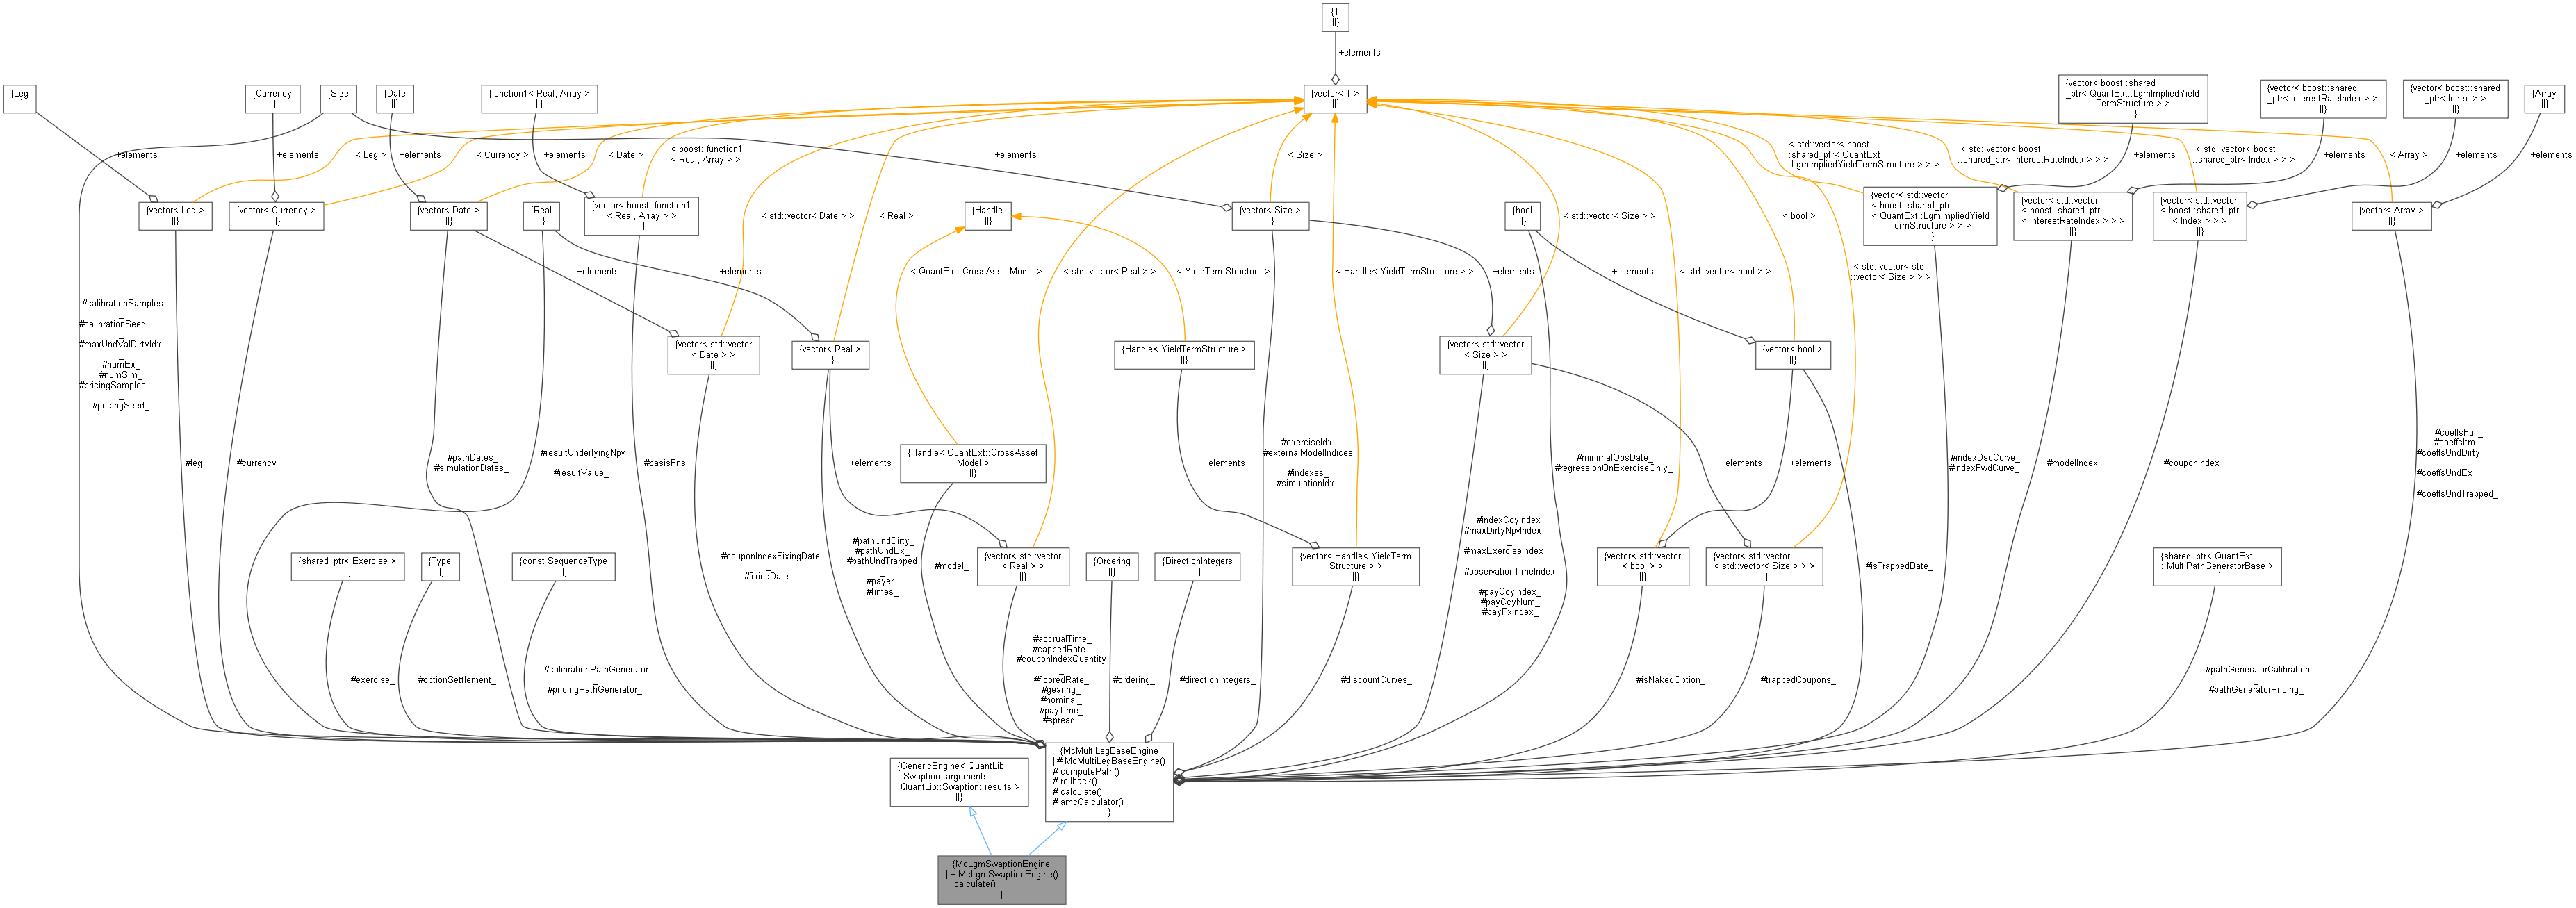 {T
||}
+elements
{Leg
||}
{Currency
||}
{Size
||}
{Date
||}
{function1< Real, Array >
||}
{vector< T >
||}
{vector< boost::shared
_ptr< QuantExt::LgmImpliedYield
TermStructure > >
||}
{vector< boost::shared
_ptr< InterestRateIndex > >
||}
{vector< boost::shared
_ptr< Index > >
||}
{Array
||}
+elements
< Leg >
+elements
< Currency >
+elements
< Date >
+elements
< boost::function1
< Real, Array > >
+elements
< Size >
< std::vector< boost
::shared_ptr< QuantExt
::LgmImpliedYieldTermStructure > > >
+elements
< std::vector< boost
::shared_ptr< InterestRateIndex > > >
+elements
< std::vector< boost
::shared_ptr< Index > > >
+elements
< Array >
+elements
{vector< Leg >
||}
{vector< Currency >
||}
{vector< Date >
||}
{Real
||}
{vector< boost::function1
< Real, Array > >
||}
< std::vector< Date > >
< Real >
{Handle
||}
{vector< Size >
||}
{bool
||}
< std::vector< Size > >
< bool >
{vector< std::vector
< boost::shared_ptr
< QuantExt::LgmImpliedYield
TermStructure > > >
||}
{vector< std::vector
< boost::shared_ptr
< InterestRateIndex > > >
||}
{vector< std::vector
< boost::shared_ptr
< Index > > >
||}
{vector< Array >
||}
+elements
+elements
< QuantExt::CrossAssetModel >
< std::vector< Real > >
< YieldTermStructure >
< Handle< YieldTermStructure > >
+elements
+elements
< std::vector< bool > >
< std::vector< std
::vector< Size > > >
#calibrationSamples
_
#calibrationSeed
_
#maxUndValDirtyIdx
_
#numEx_
#numSim_
#pricingSamples
_
#pricingSeed_
{vector< std::vector
< Date > >
||}
{vector< Real >
||}
{Handle< YieldTermStructure >
||}
{vector< std::vector
< Size > >
||}
{vector< bool >
||}
#leg_
#currency_
#pathDates_
#simulationDates_
#resultUnderlyingNpv
_
#resultValue_
#basisFns_
+elements
{Handle< QuantExt::CrossAsset
Model >
||}
+elements
#exerciseIdx_
#externalModelIndices
_
#indexes_
#simulationIdx_
#minimalObsDate_
#regressionOnExerciseOnly_
+elements
+elements
#indexDscCurve_
#indexFwdCurve_
#modelIndex_
#couponIndex_
#coeffsFull_
#coeffsItm_
#coeffsUndDirty
_
#coeffsUndEx
_
#coeffsUndTrapped_
{shared_ptr< Exercise >
||}
{Type
||}
{const SequenceType
||}
#couponIndexFixingDate
_
#fixingDate_
#pathUndDirty_
#pathUndEx_
#pathUndTrapped
_
#payer_
#times_
#model_
{vector< std::vector
< Real > >
||}
{Ordering
||}
{DirectionIntegers
||}
{vector< Handle< YieldTerm
Structure > >
||}
#indexCcyIndex_
#maxDirtyNpvIndex
_
#maxExerciseIndex
_
#observationTimeIndex
_
#payCcyIndex_
#payCcyNum_
#payFxIndex_
{vector< std::vector
< bool > >
||}
{vector< std::vector
< std::vector< Size > > >
||}
#isTrappedDate_
{shared_ptr< QuantExt
::MultiPathGeneratorBase >
||}
#exercise_
#optionSettlement_
#calibrationPathGenerator
_
#pricingPathGenerator_
#accrualTime_
#cappedRate_
#couponIndexQuantity
_
#flooredRate_
#gearing_
#nominal_
#payTime_
#spread_
#ordering_
#directionIntegers_
#discountCurves_
#isNakedOption_
#trappedCoupons_
#pathGeneratorCalibration
_
#pathGeneratorPricing_
{GenericEngine< QuantLib
::Swaption::arguments,
QuantLib::Swaption::results >
||}
{McMultiLegBaseEngine
||# McMultiLegBaseEngine()
# computePath()
# rollback()
# calculate()
# amcCalculator()
}
{McLgmSwaptionEngine
||+ McLgmSwaptionEngine()
+ calculate()
}